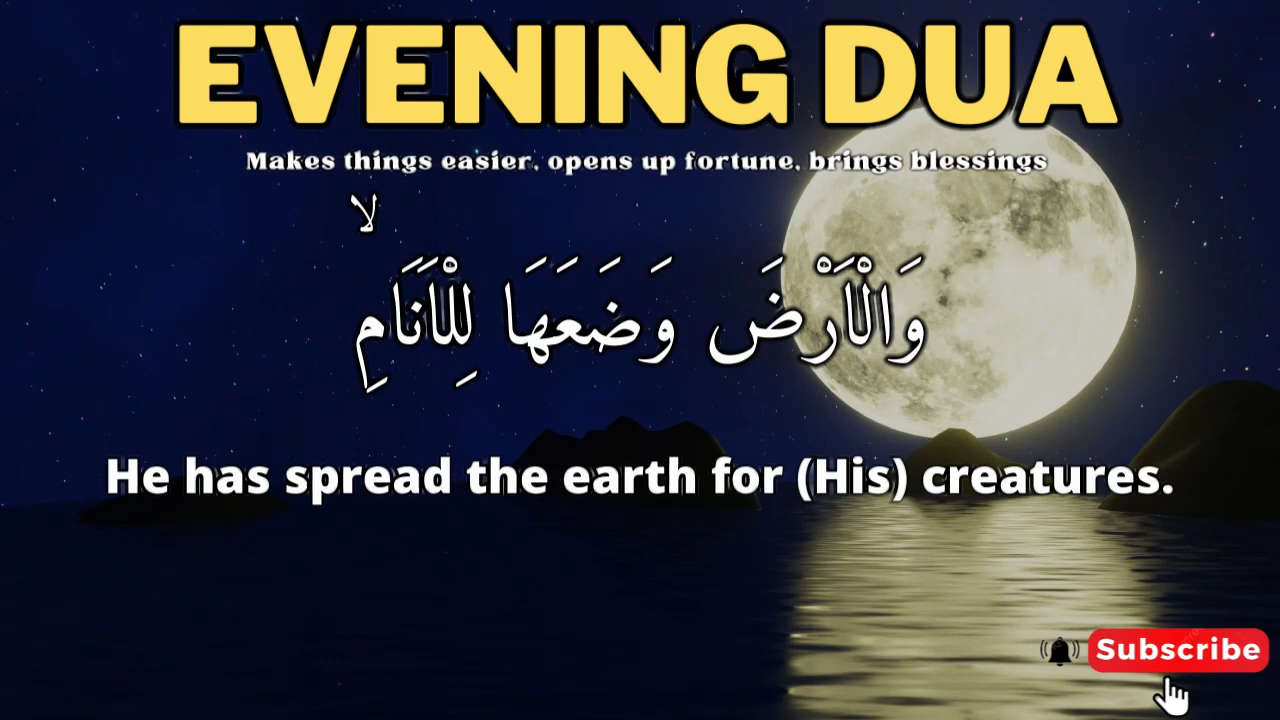 EVENING DUA
Makes things easier, opens up fortune, brings blessings
وَالْاَرْضَ وَضَعَهَا لِلْاَنَامِ ۙ
He has spread the earth for (His) creatures.
Subscribe